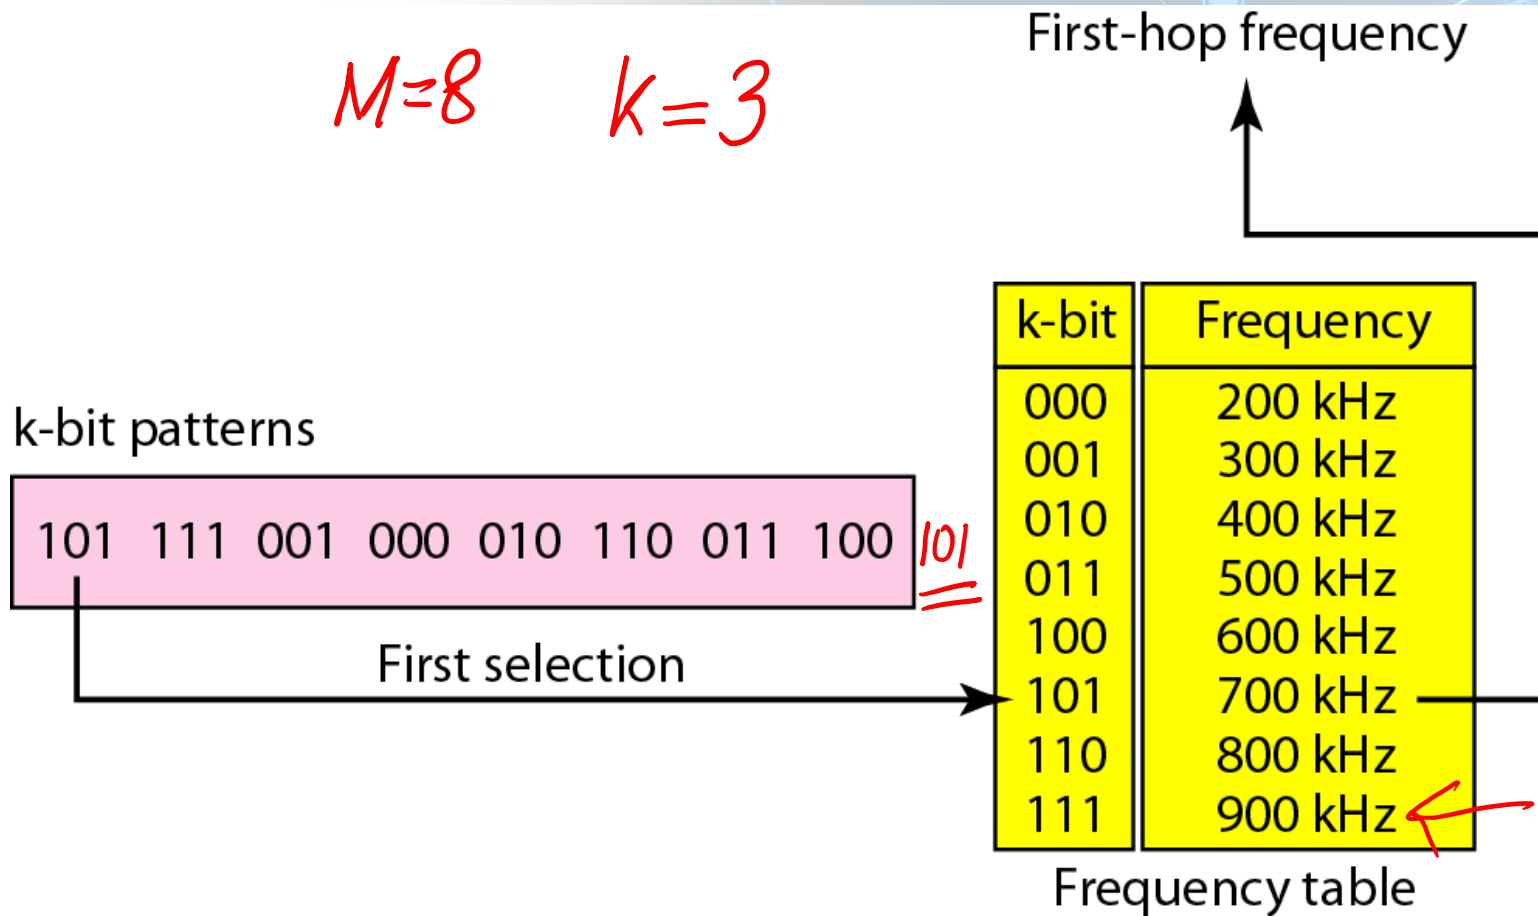 First-hop frequency
M=8 k=3
k-bit Frequency
000 200 kHz
001 300 kHz
010 400 kHz
011 500 kHz
100 600 kHz
101 700 kHz
110 800 kHz
111 900 kHz
Frequency table
k-bit patterns
101 111 001 000 010 110 011 100 101
First selection